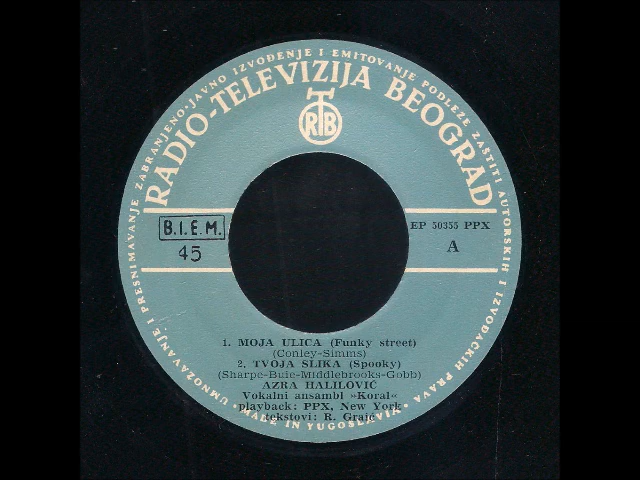 UMNOŽAVANJE I PRESNIMAVANJE ZABRANJENO · JAVNO IZVOĐENJE I EMITOVANJE PODLEŽE ZAŠTITI AUTORSKIH I IZVOĐAČKIH PRAVA
RADIO-TELEVIZIJA BEOGRAD
RTB
B.I.E.M.
45
EP 50355 PPX
A
1. MOJA ULICA (Funky street)
(Conley-Simms)
2. TVOJA SLIKA (Spooky)
(Sharpe-Buie-Middlebrooks-Gobb)
AZRA HALILOVIĆ
Vokalni ansambl »Koral«
playback: PPX, New York
tekstovi: R. Graić
MADE IN YUGOSLAVIA